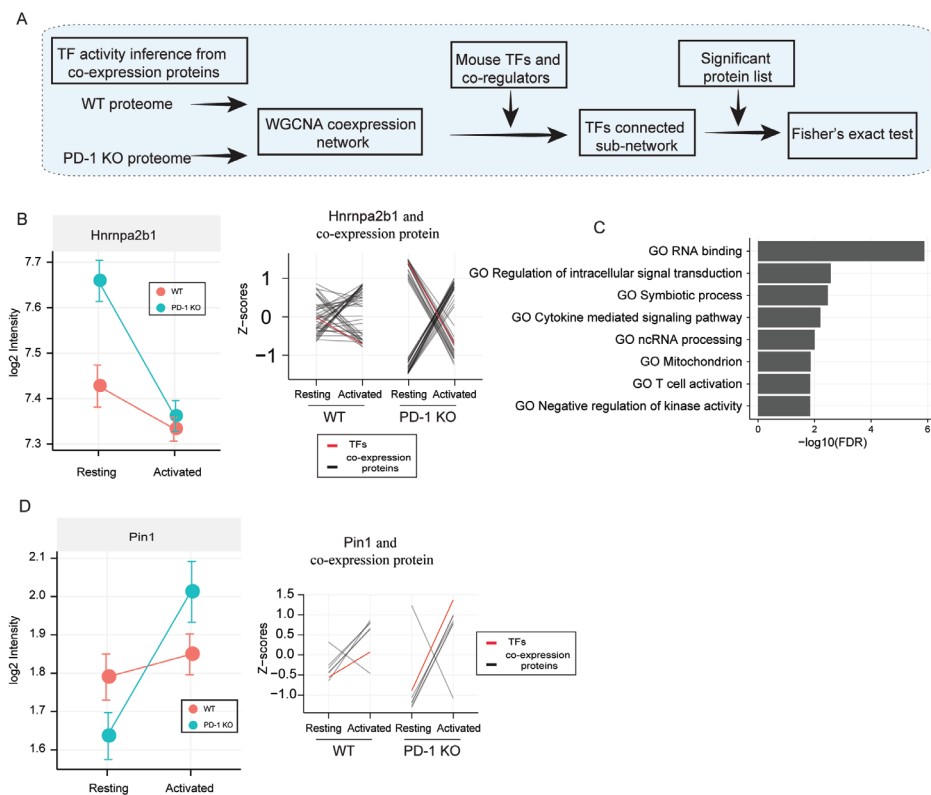 A
TF activity inference from
co-expression proteins
WT proteome
PD-1 KO proteome
WGCNA coexpression
network
Mouse TFs and
co-regulators
TFs connected
sub-network
Significant
protein list
Fisher's exact test
B
Hnrnpa2b1
log2 Intensity
7.7
7.6
7.5
7.4
7.3
WT
PD-1 KO
Resting
Activated
Hnrnpa2b1 and
co-expression protein
Z-scores
1
0
−1
Resting Activated
Resting Activated
WT
PD-1 KO
TFs
co-expression
proteins
C
GO RNA binding
GO Regulation of intracellular signal transduction
GO Symbiotic process
GO Cytokine mediated signaling pathway
GO ncRNA processing
GO Mitochondrion
GO T cell activation
GO Negative regulation of kinase activity
0
2
4
6
−log10(FDR)
D
Pin1
log2 Intensity
2.1
2.0
1.9
1.8
1.7
1.6
WT
PD-1 KO
Resting
Activated
Pin1 and
co-expression protein
Z-scores
1.5
1.0
0.5
0.0
−0.5
−1.0
Resting Activated
Resting Activated
WT
PD-1 KO
TFs
co-expression
proteins